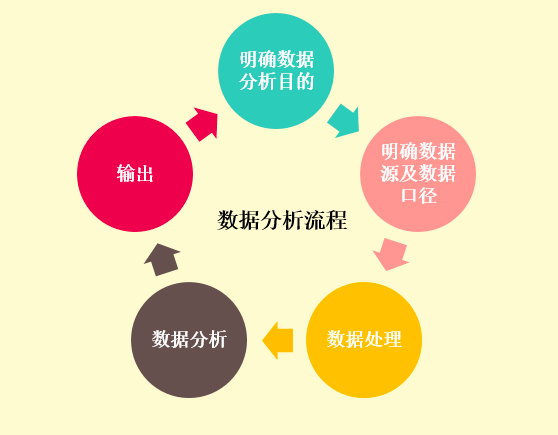 明确数据
分析目的
明确数据
源及数据
口径
数据处理
数据分析
输出
数据分析流程